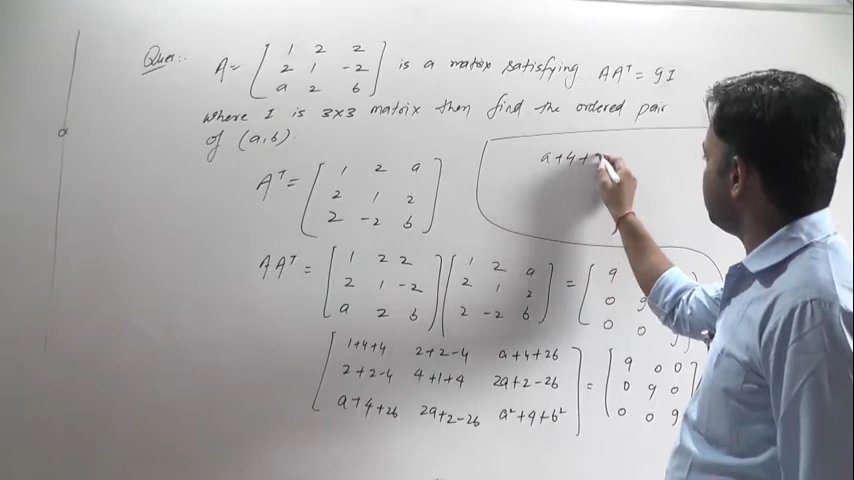 Ques:. A = [ 1 2 2 is a matrix satisfying AAᵀ = 9I
2 1 -2
a 2 b ]
where I is 3×3 matrix then find the ordered pair
of (a,b).
Aᵀ = [ 1 2 a
2 1 2
2 -2 b ]
a+4+
AAᵀ = [ 1 2 2 ] [ 1 2 a ] = [ 9
2 1 -2 2 1 2 0 9
a 2 b 2 -2 b 0 0
[ 1+4+4 2+2-4 a+4+2b ] = [ 9 0 0 ]
2+2-4 4+1+4 2a+2-2b 0 9 0
a+4+2b 2a+2-2b a²+4+b² 0 0 9